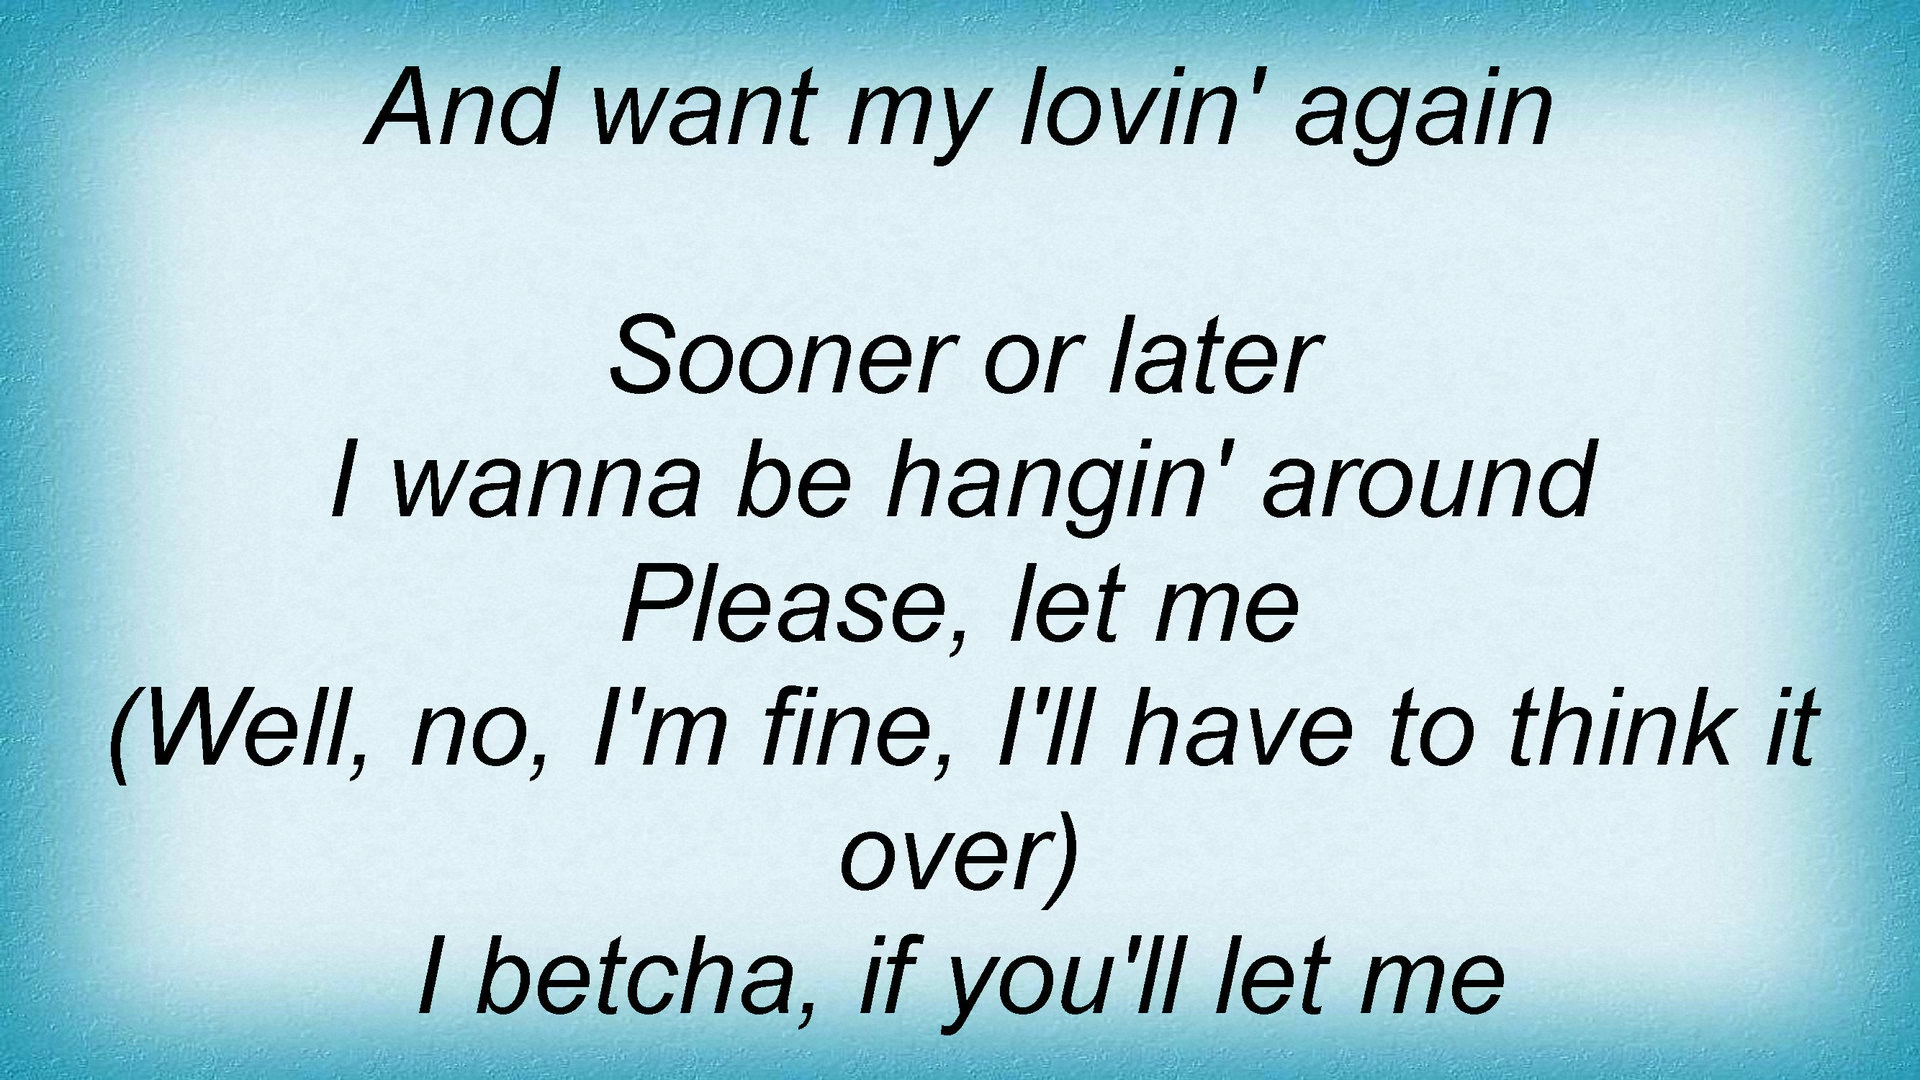 And want my lovin' again
Sooner or later
I wanna be hangin' around
Please, let me
(Well, no, I'm fine, I'll have to think it
over)
I betcha, if you'll let me